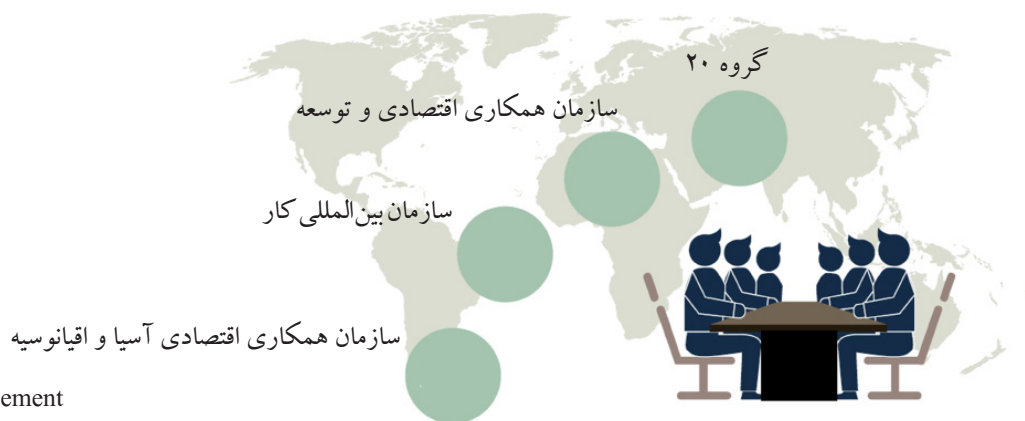 گروه ۲۰
سازمان همکاری اقتصادی و توسعه
سازمان بین‌المللی کار
سازمان همکاری اقتصادی آسیا و اقیانوسیه
ement